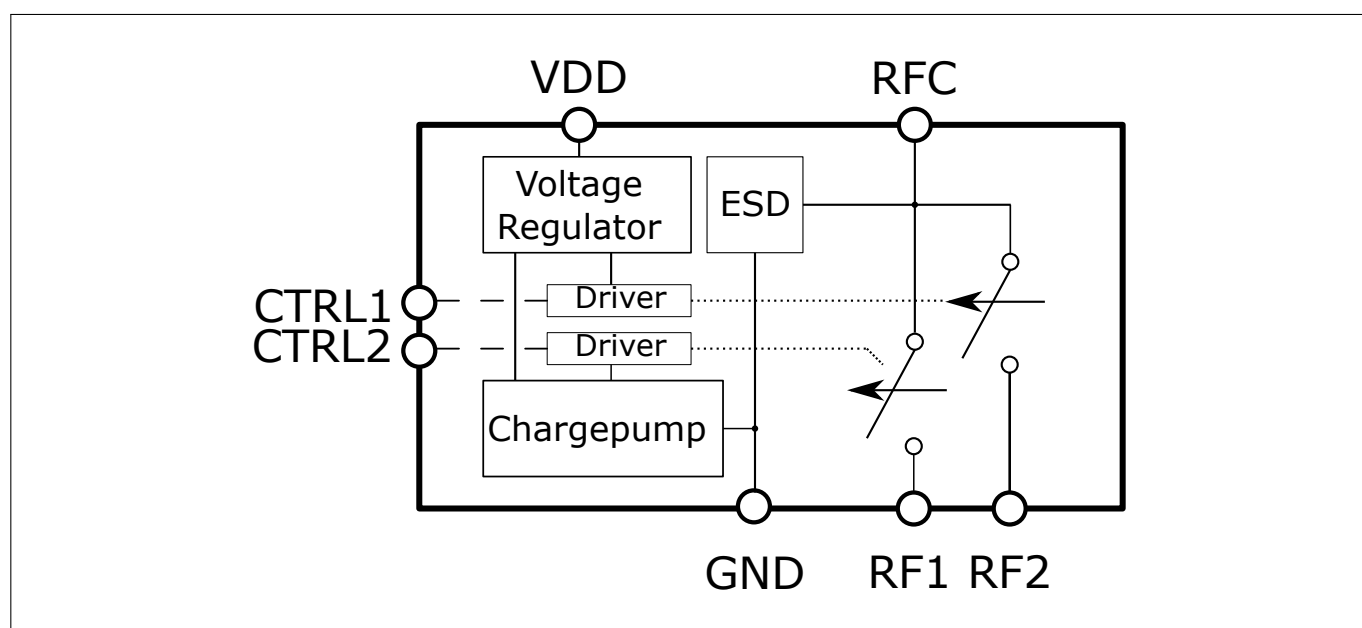 VDD
RFC
Voltage
Regulator
ESD
CTRL1
Driver
CTRL2
Driver
Chargepump
GND
RF1
RF2